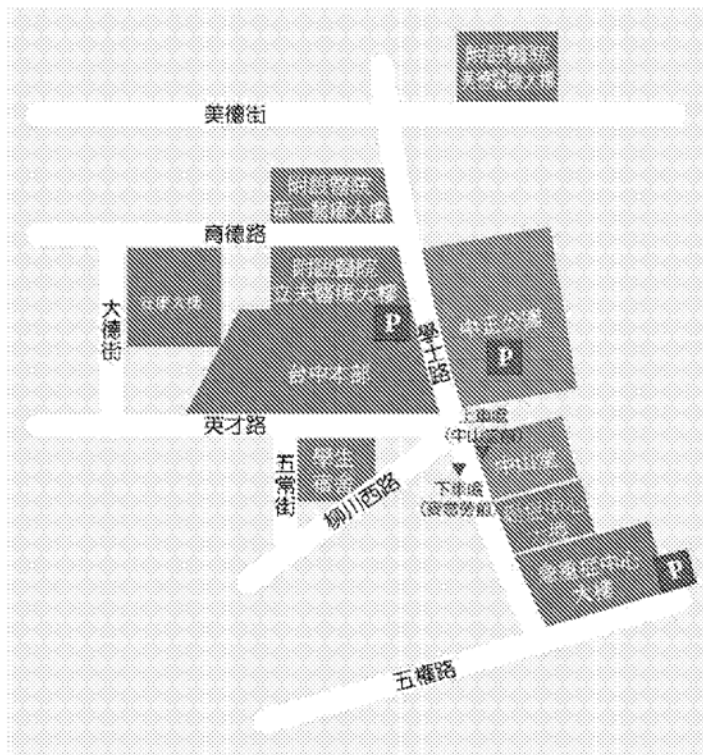 附設醫院
美德醫療大樓
美德街
附設醫院
第一醫療大樓
育德路
附設醫院
立夫醫療大樓
P
大德街
學士路
中正公園
P
台中本部
英才路
上車處
(中山堂前)
中山堂
五常街
學生
下車處
柳川西路
大樓
P
五權路